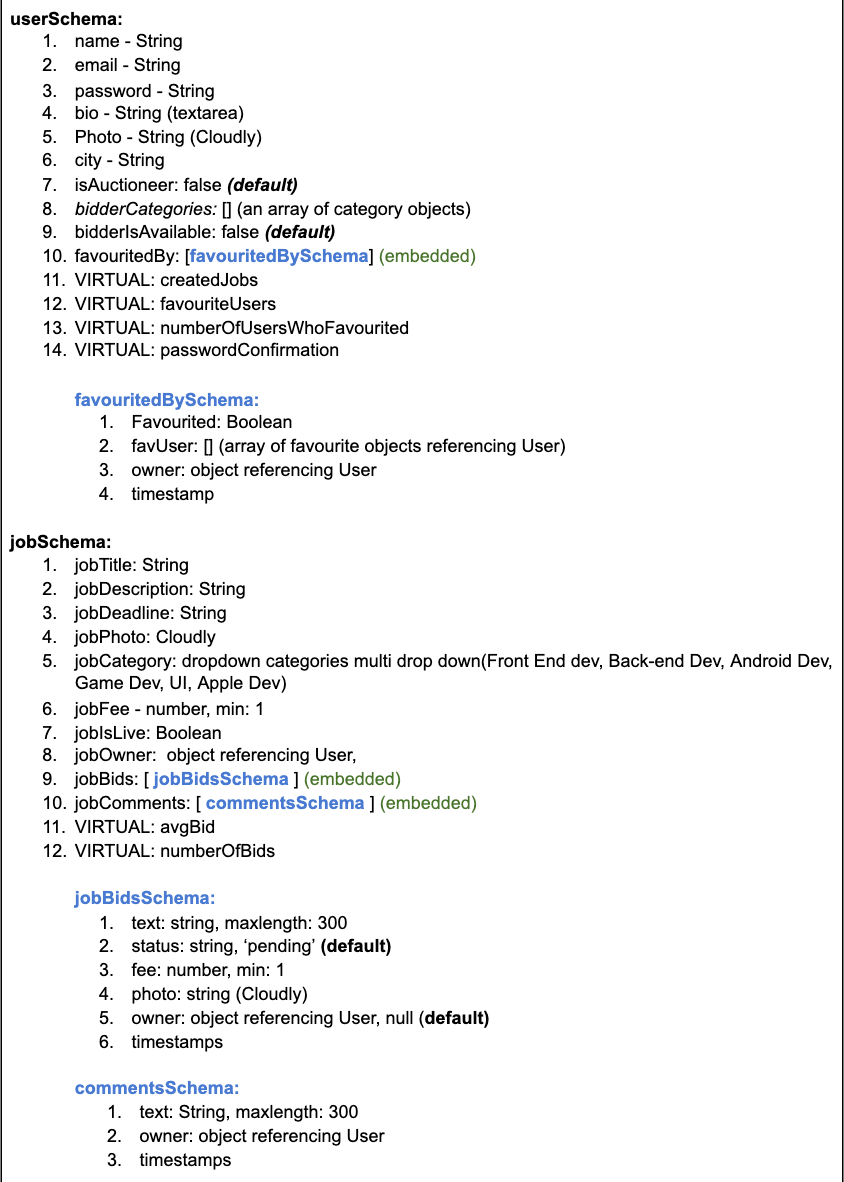 userSchema:
1. name - String
2. email - String
3. password - String
4. bio - String (textarea)
5. Photo - String (Cloudly)
6. city - String
7. isAuctioneer: false (default)
8. bidderCategories: [] (an array of category objects)
9. bidderIsAvailable: false (default)
10. favouritedBy: [favouritedBySchema] (embedded)
11. VIRTUAL: createdJobs
12. VIRTUAL: favouriteUsers
13. VIRTUAL: numberOfUsersWhoFavourited
14. VIRTUAL: passwordConfirmation
favouritedBySchema:
1. Favourited: Boolean
2. favUser: [] (array of favourite objects referencing User)
3. owner: object referencing User
4. timestamp
jobSchema:
1. jobTitle: String
2. jobDescription: String
3. jobDeadline: String
4. jobPhoto: Cloudly
5. jobCategory: dropdown categories multi drop down(Front End dev, Back-end Dev, Android Dev,
Game Dev, UI, Apple Dev)
6. jobFee - number, min: 1
7. jobIsLive: Boolean
8. jobOwner:  object referencing User,
9. jobBids: [ jobBidsSchema ] (embedded)
10. jobComments: [ commentsSchema ] (embedded)
11. VIRTUAL: avgBid
12. VIRTUAL: numberOfBids
jobBidsSchema:
1. text: string, maxlength: 300
2. status: string, ‘pending’ (default)
3. fee: number, min: 1
4. photo: string (Cloudly)
5. owner: object referencing User, null (default)
6. timestamps
commentsSchema:
1. text: String, maxlength: 300
2. owner: object referencing User
3. timestamps